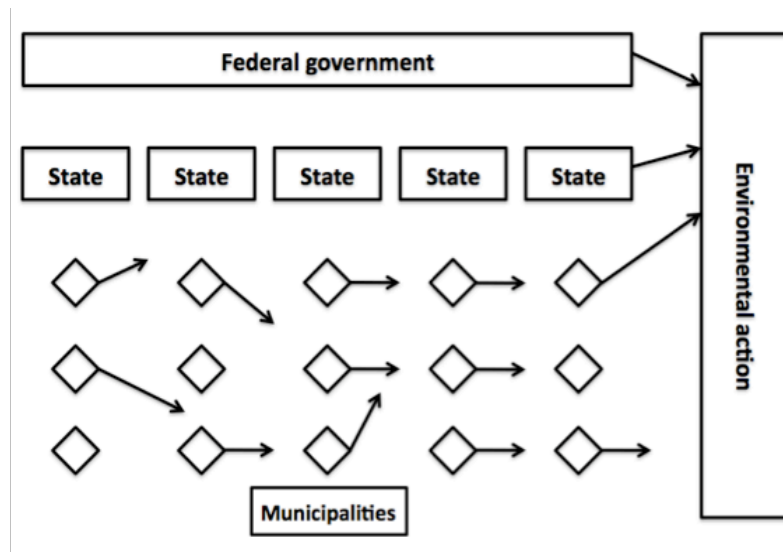 Federal government
State
State
State
State
State
Environmental action
Municipalities